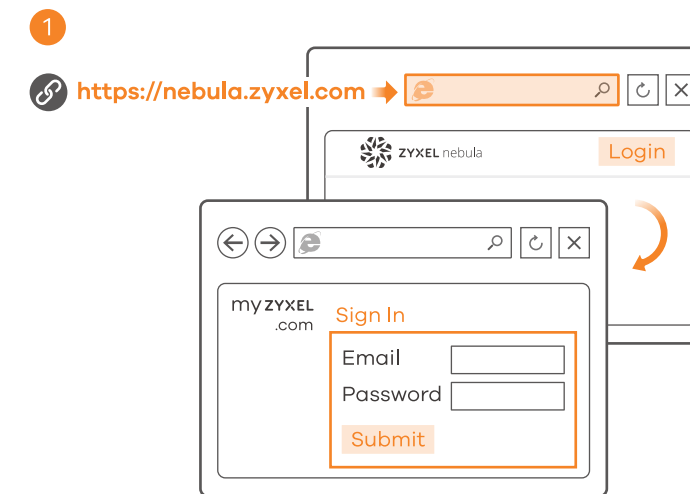 1
https://nebula.zyxel.com
ZYXEL nebula
Login
myZYXEL
.com
Sign In
Email
Password
Submit